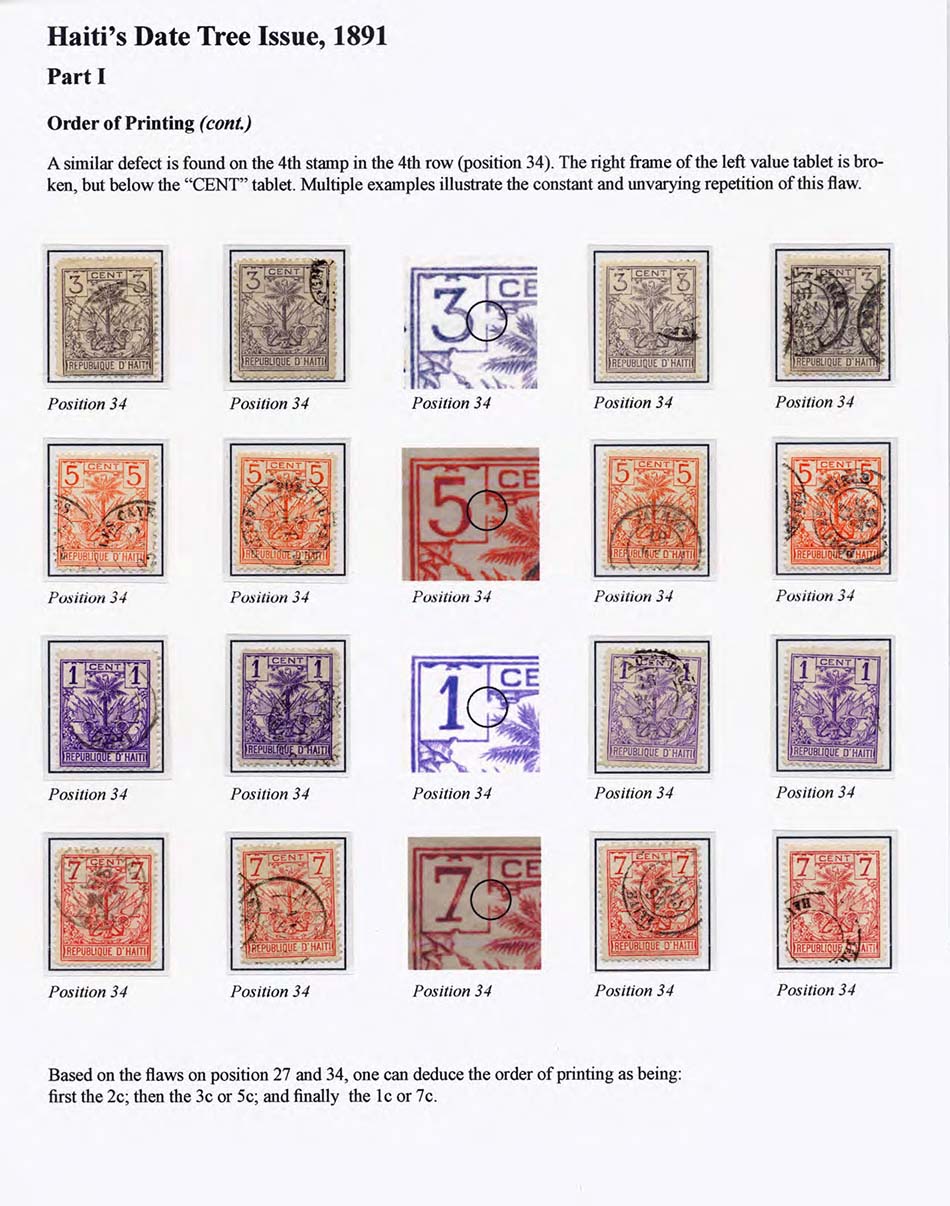 Haiti's Date Tree Issue, 1891
Part I
Order of Printing (cont.)
A similar defect is found on the 4th stamp in the 4th row (position 34). The right frame of the left value tablet is bro-
ken, but below the “CENT” tablet. Multiple examples illustrate the constant and unvarying repetition of this flaw.
3 CENT 3 REPUBLIQUE D'HAITI
3 CENT REPUBLIQUE D'HAITI
3 CE
3 CENT 3 REPUBLIQUE D'HAITI
3 CENT 3 REPUBLIQUE D'HAITI
Position 34 Position 34 Position 34 Position 34 Position 34
5 CENT 5 LES CAYE REPUBLIQUE D'HAITI
5 CENT 5 REPUBLIQUE D'HAITI
5 CE
5 CENT 5 REPUBLIQUE D'HAITI
5 CENT 5 REPUBLIQUE D'HAITI
Position 34 Position 34 Position 34 Position 34 Position 34
1 CENT 1 REPUBLIQUE D'HAITI
1 CENT 1 REPUBLIQUE D'HAITI
1 CE
1 CENT 1 REPUBLIQUE D'HAITI
1 CENT 1 REPUBLIQUE D'HAITI
Position 34 Position 34 Position 34 Position 34 Position 34
7 CENT 7 REPUBLIQUE D'HAITI
7 CENT 7 REPUBLIQUE D'HAITI
7 CE
7 CENT 7 REPUBLIQUE D'HAITI
7 CENT 7 REPUBLIQUE D'HAITI
Position 34 Position 34 Position 34 Position 34 Position 34
Based on the flaws on position 27 and 34, one can deduce the order of printing as being:
first the 2c; then the 3c or 5c; and finally the 1c or 7c.